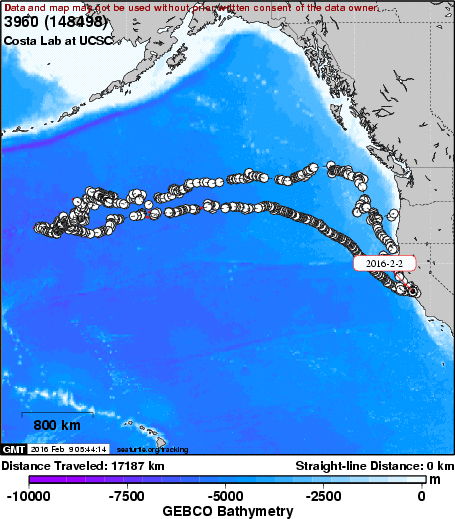 Data and map may not be used without prior written consent of the data owner.
3960 (148498)
Costa Lab at UCSC
2016-2-2
800 km
GMT 2016 Feb 9 05:44:14 seaturtle.org/tracking
Distance Traveled: 17187 km Straight-line Distance: 0 km
m
-10000 -7500 -5000 -2500 0
GEBCO Bathymetry